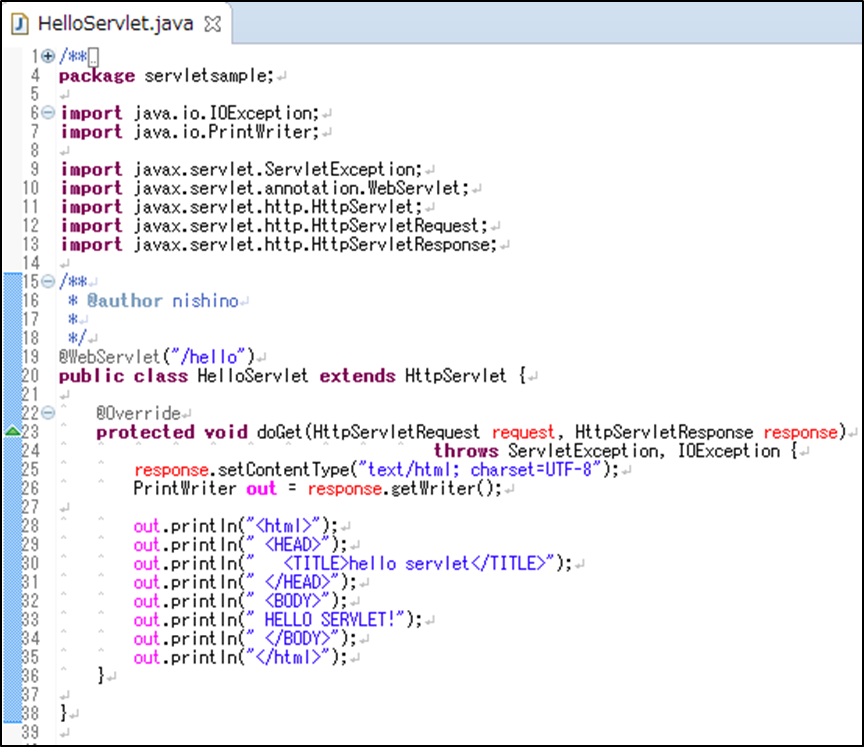 HelloServlet.java
1 /**
4 package servletsample;
5
6 import java.io.IOException;
7 import java.io.PrintWriter;
8
9 import javax.servlet.ServletException;
10 import javax.servlet.annotation.WebServlet;
11 import javax.servlet.http.HttpServlet;
12 import javax.servlet.http.HttpServletRequest;
13 import javax.servlet.http.HttpServletResponse;
14
15 /**
16  * @author nishino
17  *
18  */
19 @WebServlet("/hello")
20 public class HelloServlet extends HttpServlet {
21
22     @Override
23     protected void doGet(HttpServletRequest request, HttpServletResponse response)
24                                         throws ServletException, IOException {
25         response.setContentType("text/html; charset=UTF-8");
26         PrintWriter out = response.getWriter();
27
28         out.println("<html>");
29         out.println(" <HEAD>");
30         out.println("   <TITLE>hello servlet</TITLE>");
31         out.println(" </HEAD>");
32         out.println(" <BODY>");
33         out.println(" HELLO SERVLET!");
34         out.println(" </BODY>");
35         out.println("</html>");
36     }
37
38 }
39